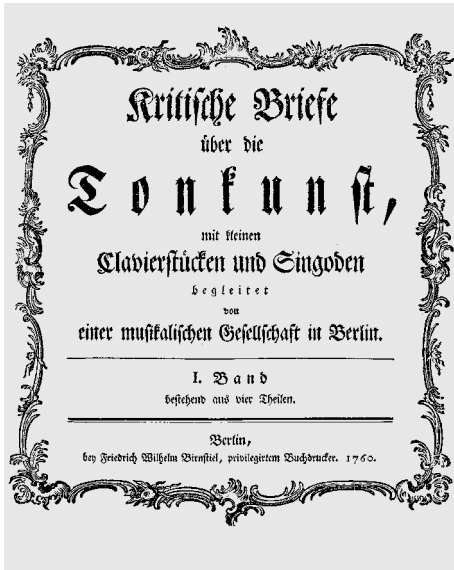 Kritische Briefe
über die
Tonkunst,
mit kleinen
Clavierstücken und Singoden
begleitet
von
einer musikalischen Gesellschaft in Berlin.
I. Band
bestehend aus vier Theilen.
Berlin,
bey Friedrich Wilhelm Birnstiel, privilegirtem Buchdrucker. 1760.